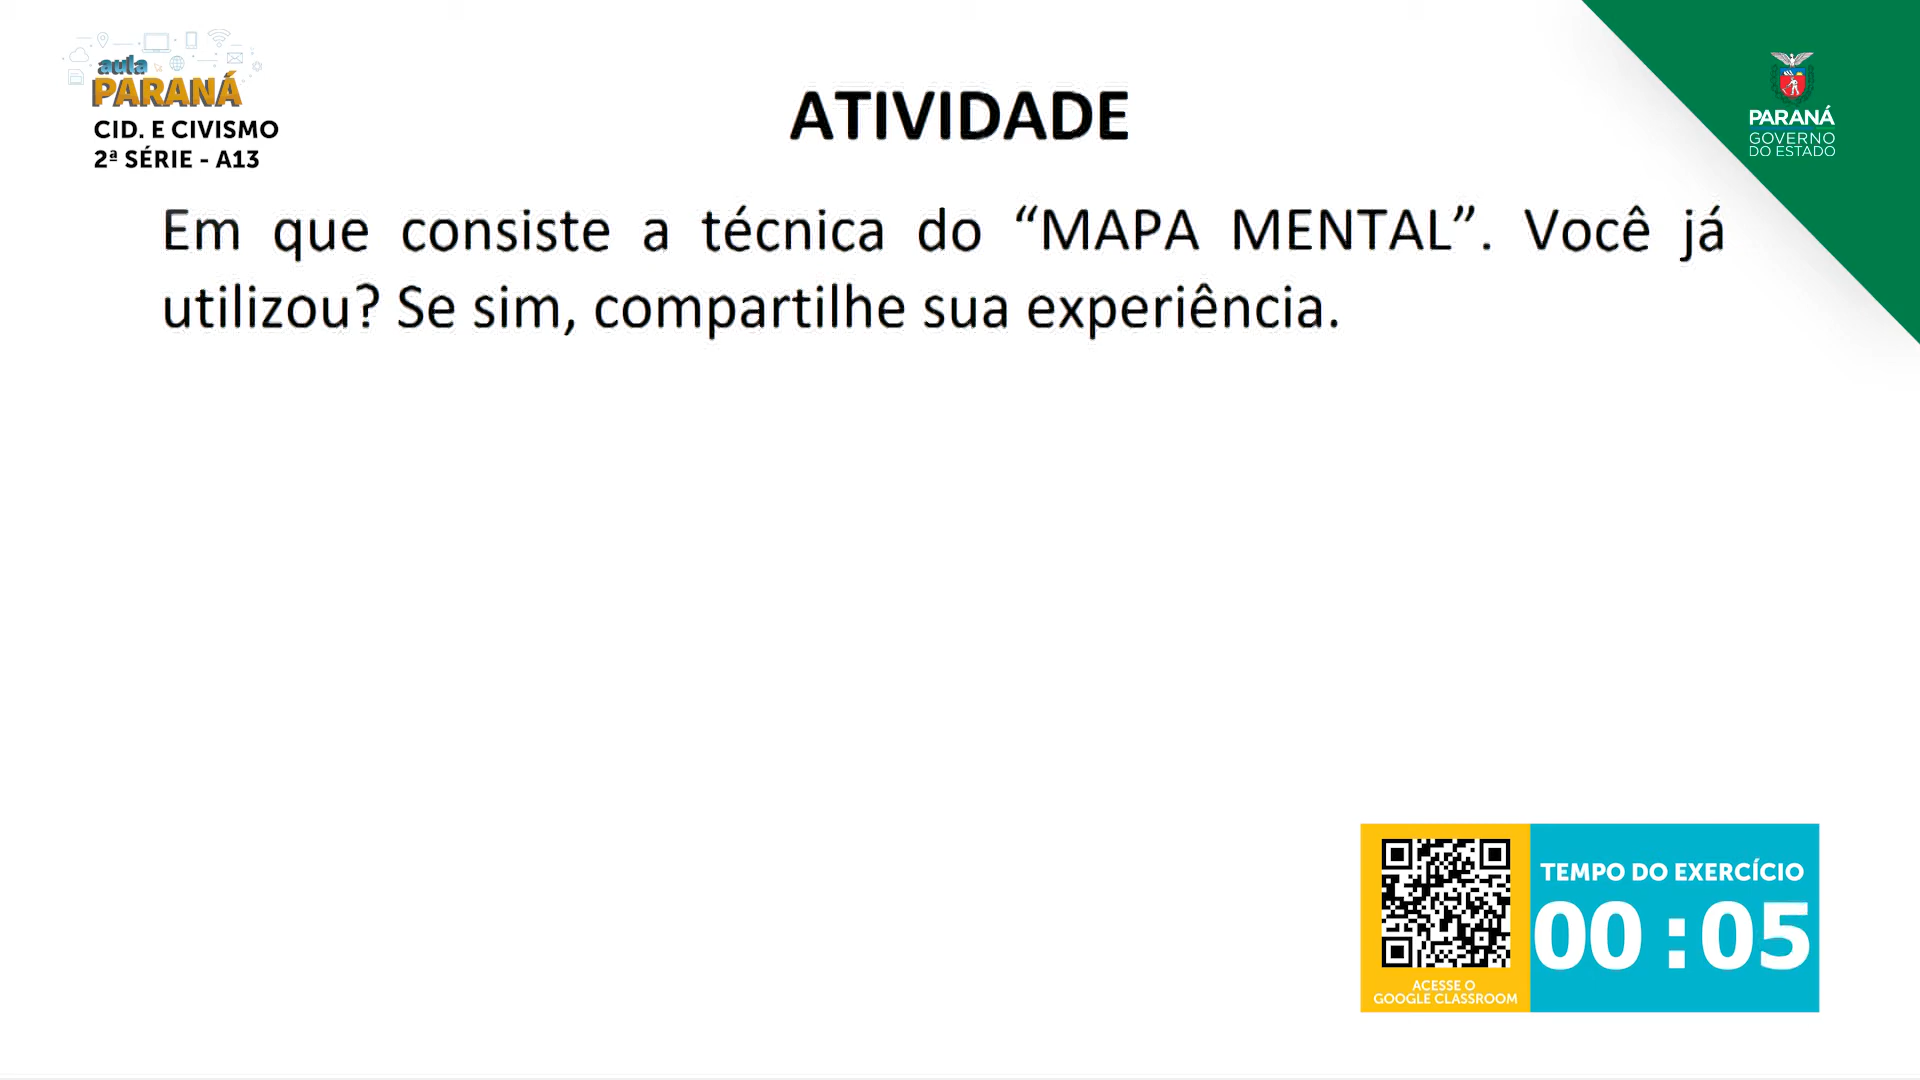 aula
PARANÁ
CID. E CIVISMO
2ª SÉRIE - A13
ATIVIDADE
PARANÁ
GOVERNO
DO ESTADO
Em que consiste a técnica do “MAPA MENTAL”. Você já
utilizou? Se sim, compartilhe sua experiência.
TEMPO DO EXERCÍCIO
00 :05
ACESSE O
GOOGLE CLASSROOM